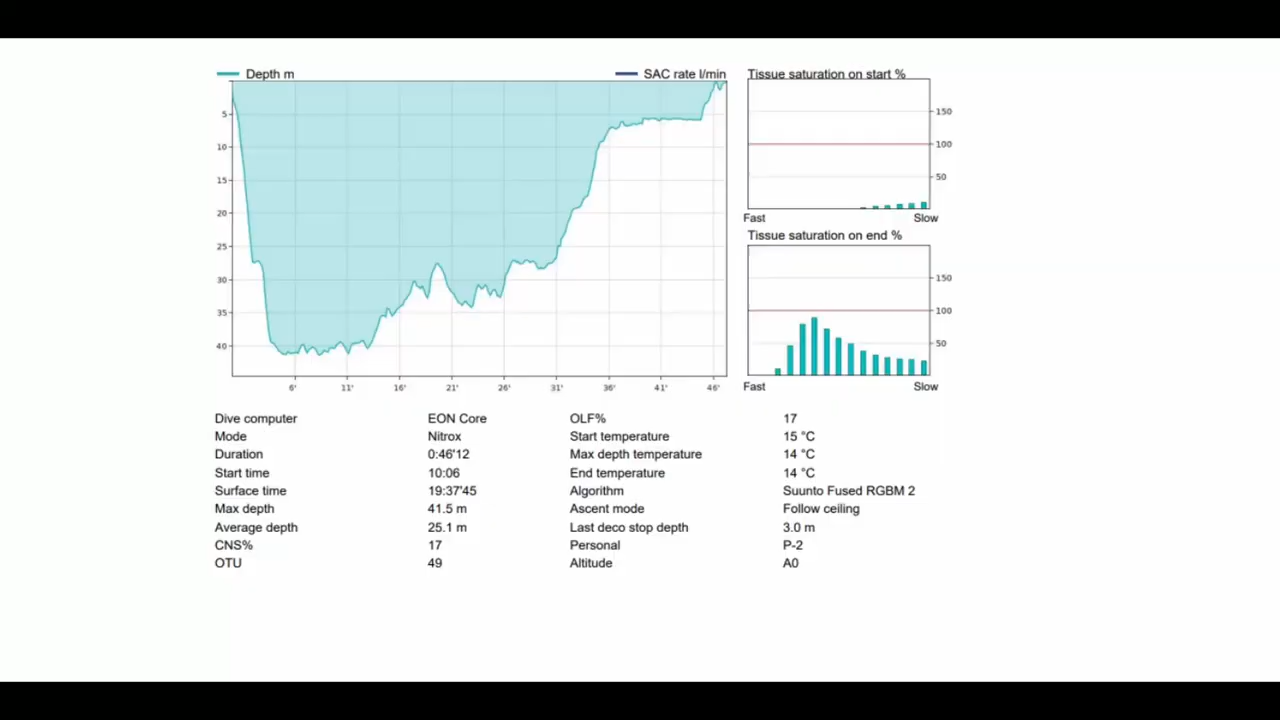 Depth m
SAC rate l/min
5
10
15
20
25
30
35
40
6'
11'
16'
21'
26'
31'
36'
41'
46'
Tissue saturation on start %
150
100
50
Fast
Slow
Tissue saturation on end %
150
100
50
Fast
Slow
Dive computer EON Core OLF% 17
Mode Nitrox Start temperature 15 °C
Duration 0:46'12 Max depth temperature 14 °C
Start time 10:06 End temperature 14 °C
Surface time 19:37'45 Algorithm Suunto Fused RGBM 2
Max depth 41.5 m Ascent mode Follow ceiling
Average depth 25.1 m Last deco stop depth 3.0 m
CNS% 17 Personal P-2
OTU 49 Altitude A0